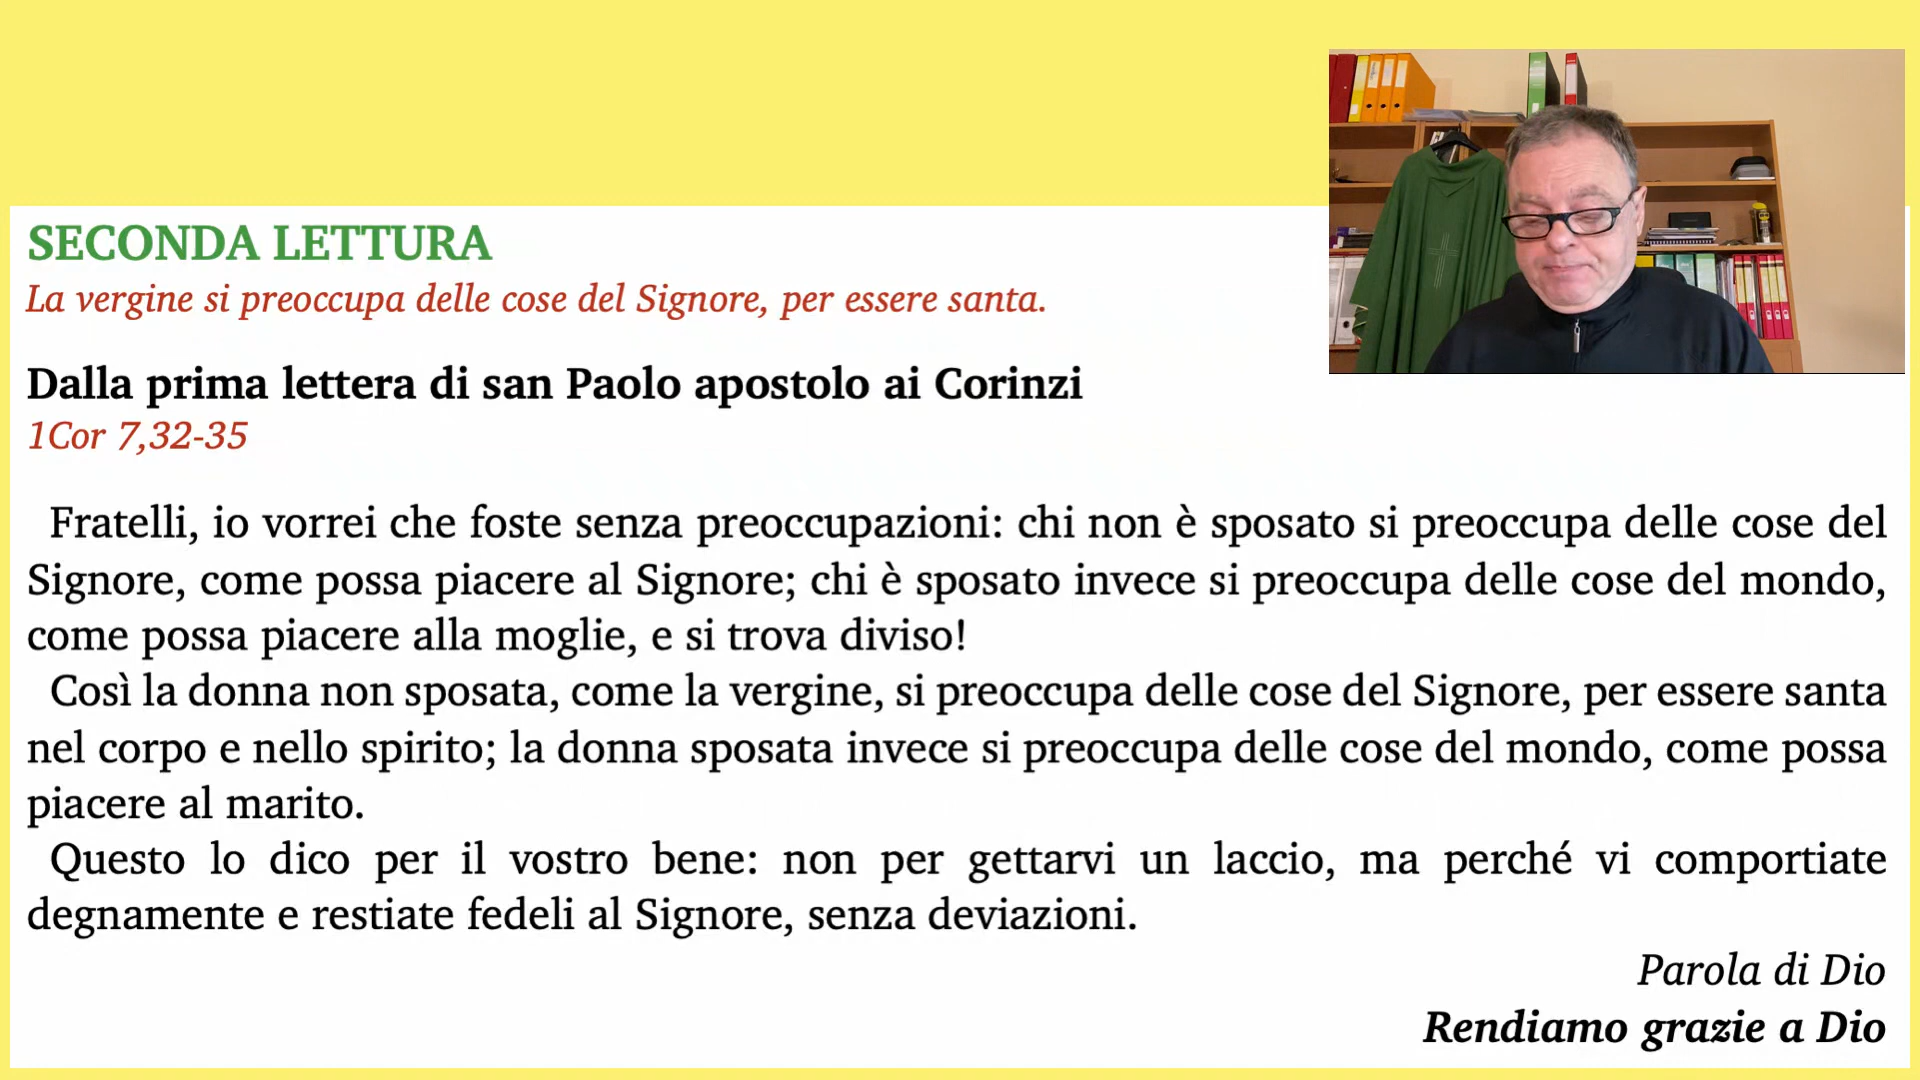 SECONDA LETTURA
La vergine si preoccupa delle cose del Signore, per essere santa.
Dalla prima lettera di san Paolo apostolo ai Corinzi
1Cor 7,32-35
Fratelli, io vorrei che foste senza preoccupazioni: chi non è sposato si preoccupa delle cose del
Signore, come possa piacere al Signore; chi è sposato invece si preoccupa delle cose del mondo,
come possa piacere alla moglie, e si trova diviso!
Così la donna non sposata, come la vergine, si preoccupa delle cose del Signore, per essere santa
nel corpo e nello spirito; la donna sposata invece si preoccupa delle cose del mondo, come possa
piacere al marito.
Questo lo dico per il vostro bene: non per gettarvi un laccio, ma perché vi comportiate
degnamente e restiate fedeli al Signore, senza deviazioni.
Parola di Dio
Rendiamo grazie a Dio